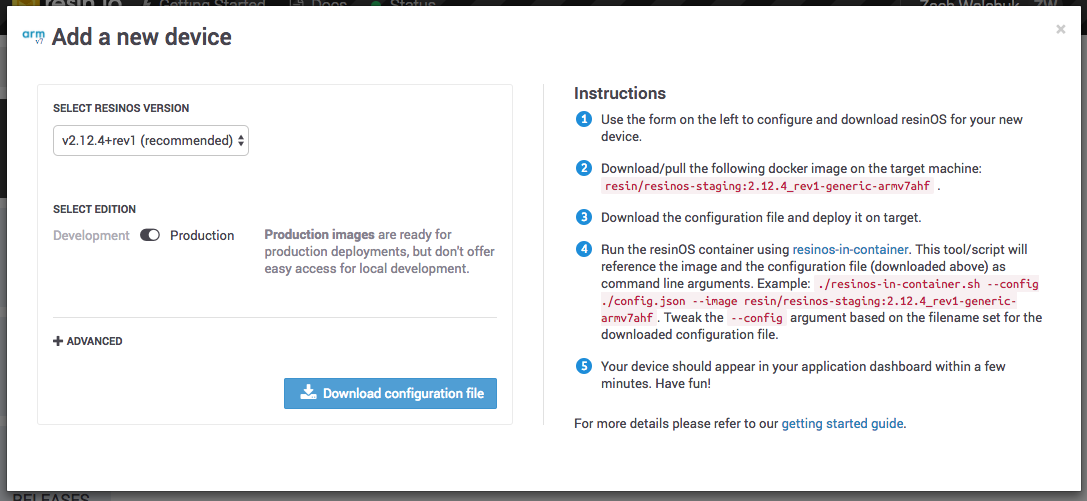 resin.io Getting Started Docs Status Zach Walchuk ZW
arm
v7
Add a new device
×
SELECT RESINOS VERSION
v2.12.4+rev1 (recommended)
SELECT EDITION
Development Production
Production images are ready for
production deployments, but don't offer
easy access for local development.
ADVANCED
Download configuration file
Instructions
1 Use the form on the left to configure and download resinOS for your new
device.
2 Download/pull the following docker image on the target machine:
resin/resinos-staging:2.12.4_rev1-generic-armv7ahf .
3 Download the configuration file and deploy it on target.
4 Run the resinOS container using resinos-in-container. This tool/script will
reference the image and the configuration file (downloaded above) as
command line arguments. Example: ./resinos-in-container.sh --config
./config.json --image resin/resinos-staging:2.12.4_rev1-generic-
armv7ahf . Tweak the --config argument based on the filename set for the
downloaded configuration file.
5 Your device should appear in your application dashboard within a few
minutes. Have fun!
For more details please refer to our getting started guide.
RELEASES